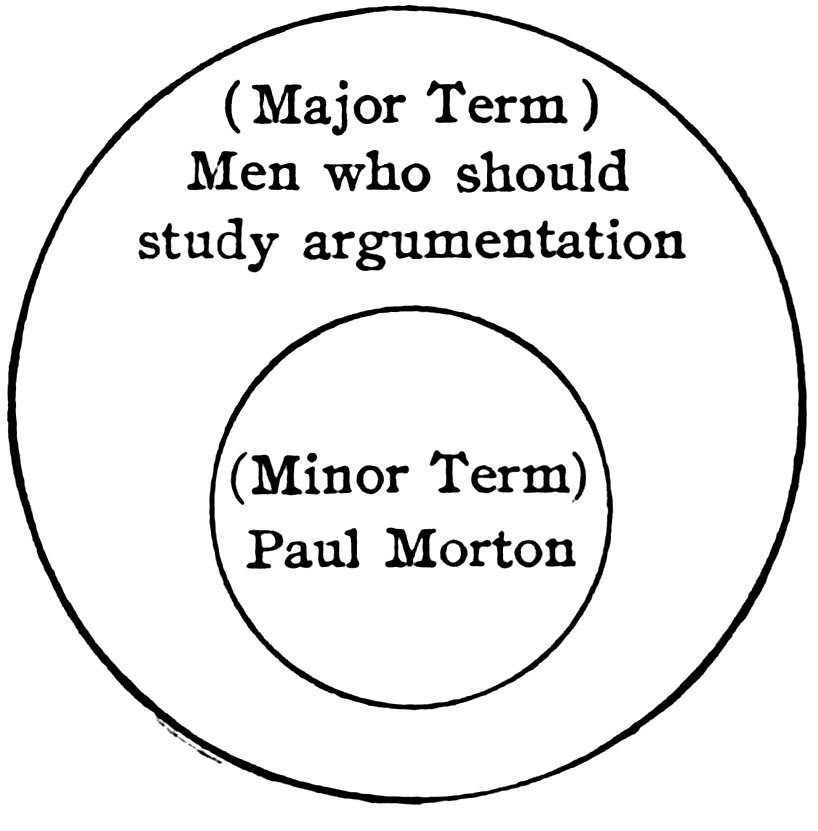 (Major Term)
Men who should
study argumentation
(Minor Term)
Paul Morton